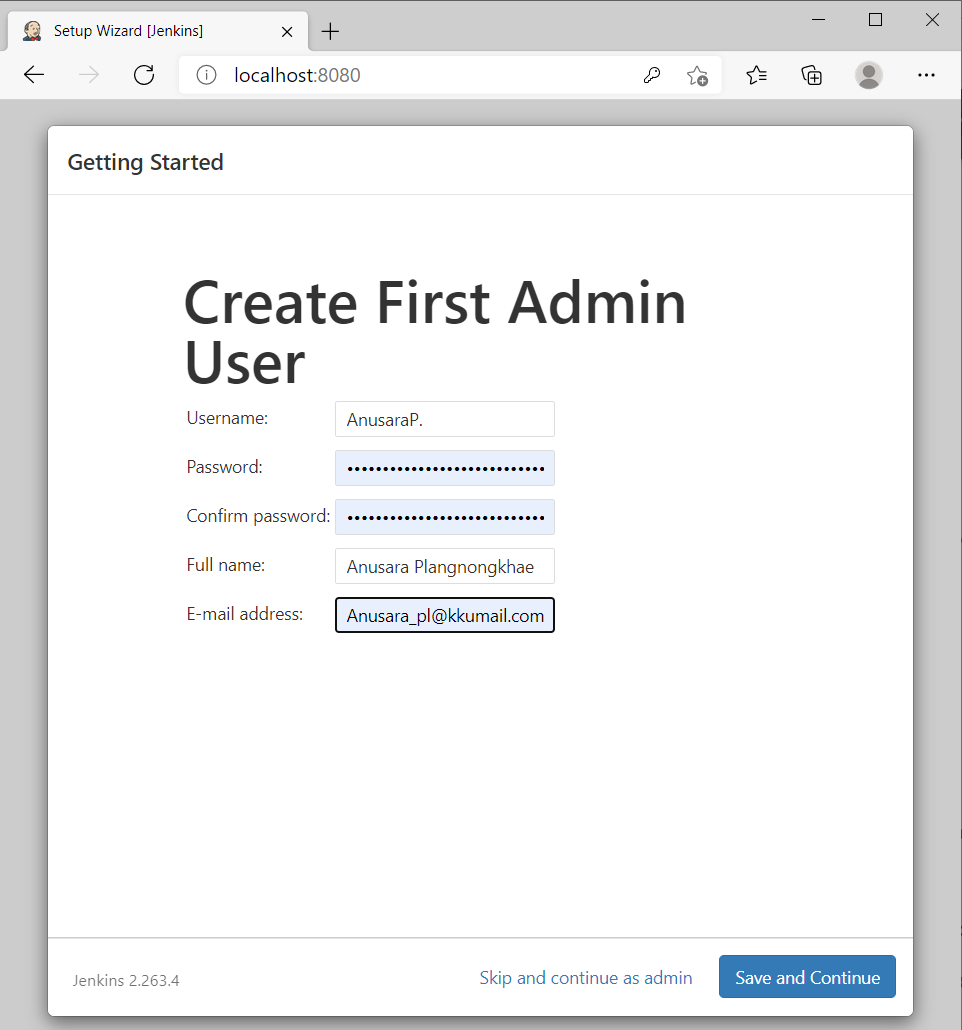 Setup Wizard [Jenkins]
localhost:8080
Getting Started
Create First Admin
User
Username: AnusaraP.
Password: ••••••••••••••••••••••••••••
Confirm password: ••••••••••••••••••••••••••••
Full name: Anusara Plangnongkhae
E-mail address: Anusara_pl@kkumail.com
Jenkins 2.263.4 Skip and continue as admin Save and Continue